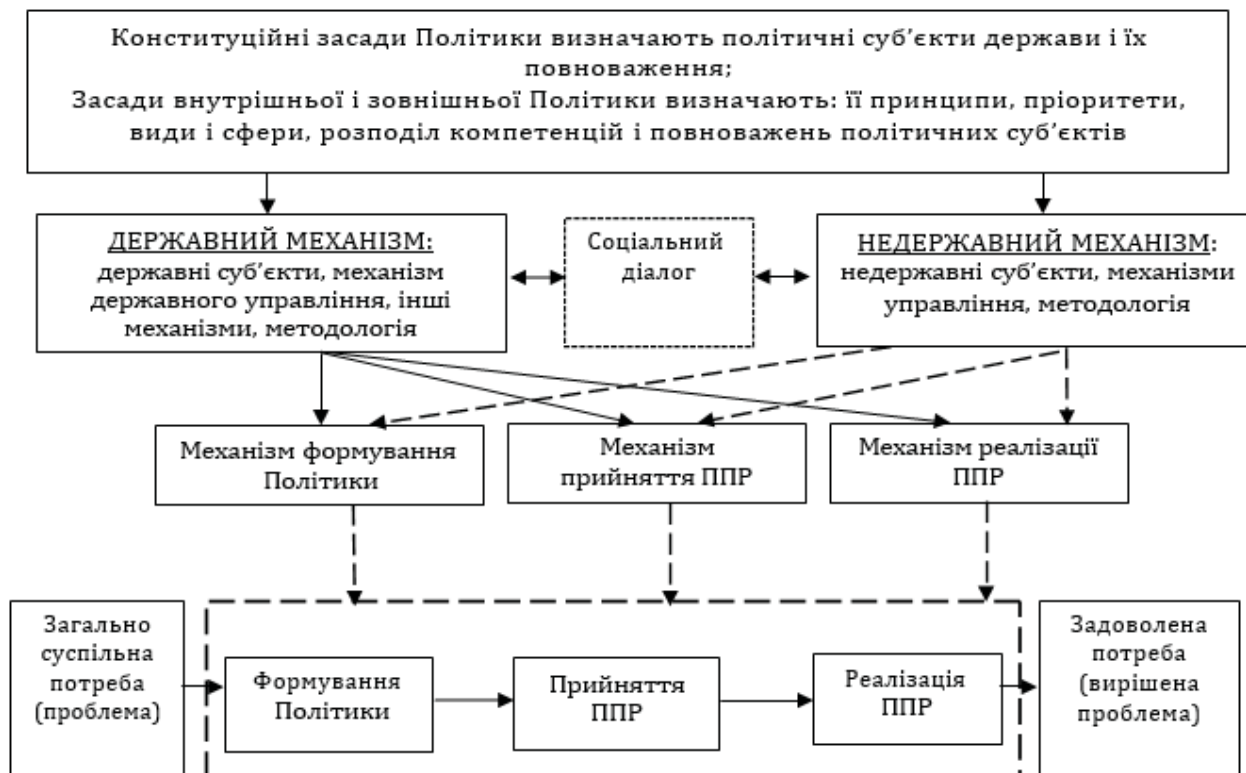 Конституційні засади Політики визначають політичні суб’єкти держави і їх
повноваження;
Засади внутрішньої і зовнішньої Політики визначають: її принципи, пріоритети,
види і сфери, розподіл компетенцій і повноважень політичних суб’єктів
ДЕРЖАВНИЙ МЕХАНІЗМ:
державні суб’єкти, механізм
державного управління, інші
механізми, методологія
Соціальний
діалог
НЕДЕРЖАВНИЙ МЕХАНІЗМ:
недержавні суб’єкти, механізми
управління, методологія
Механізм формування
Політики
Механізм
прийняття ППР
Механізм реалізації
ППР
Загально
суспільна
потреба
(проблема)
Формування
Політики
Прийняття
ППР
Реалізація
ППР
Задоволена
потреба
(вирішена
проблема)